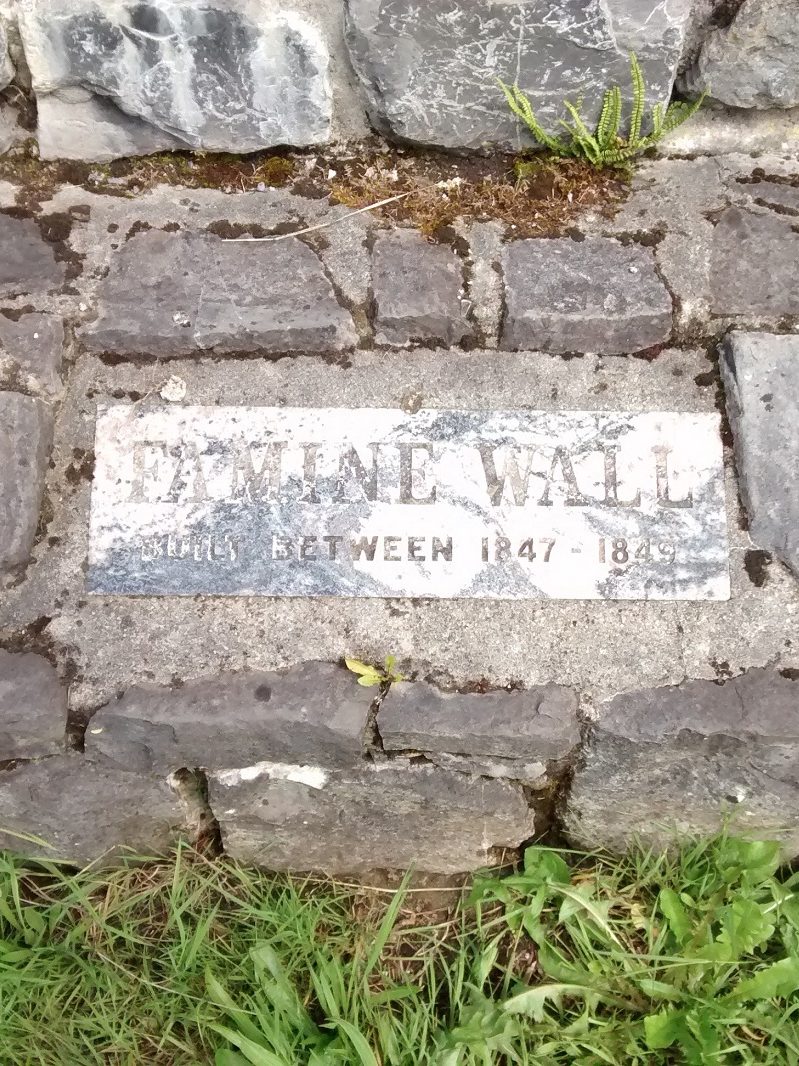 FAMINE WALL
BUILT BETWEEN 1847 - 1849